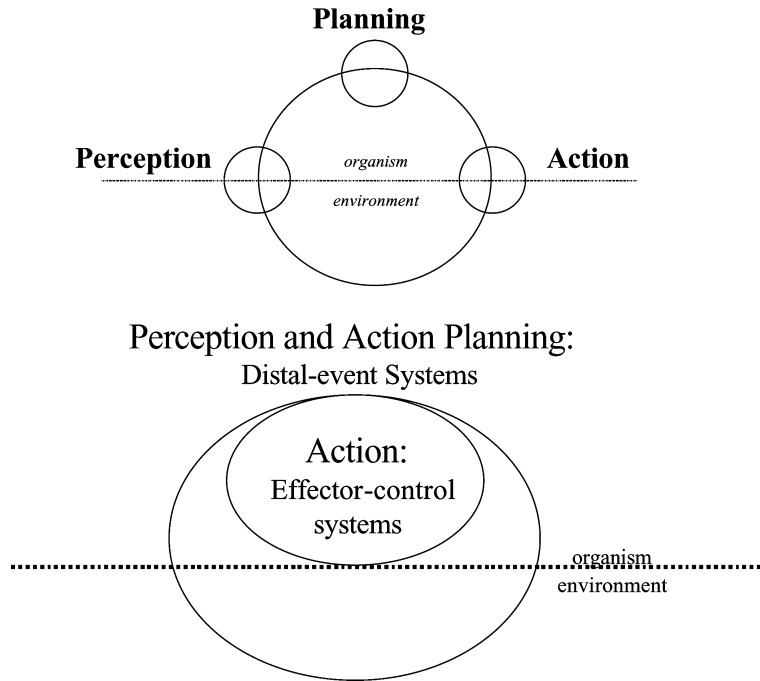 Planning
Perception
organism
Action
environment
Perception and Action Planning:
Distal-event Systems
Action:
Effector-control
systems
organism
environment